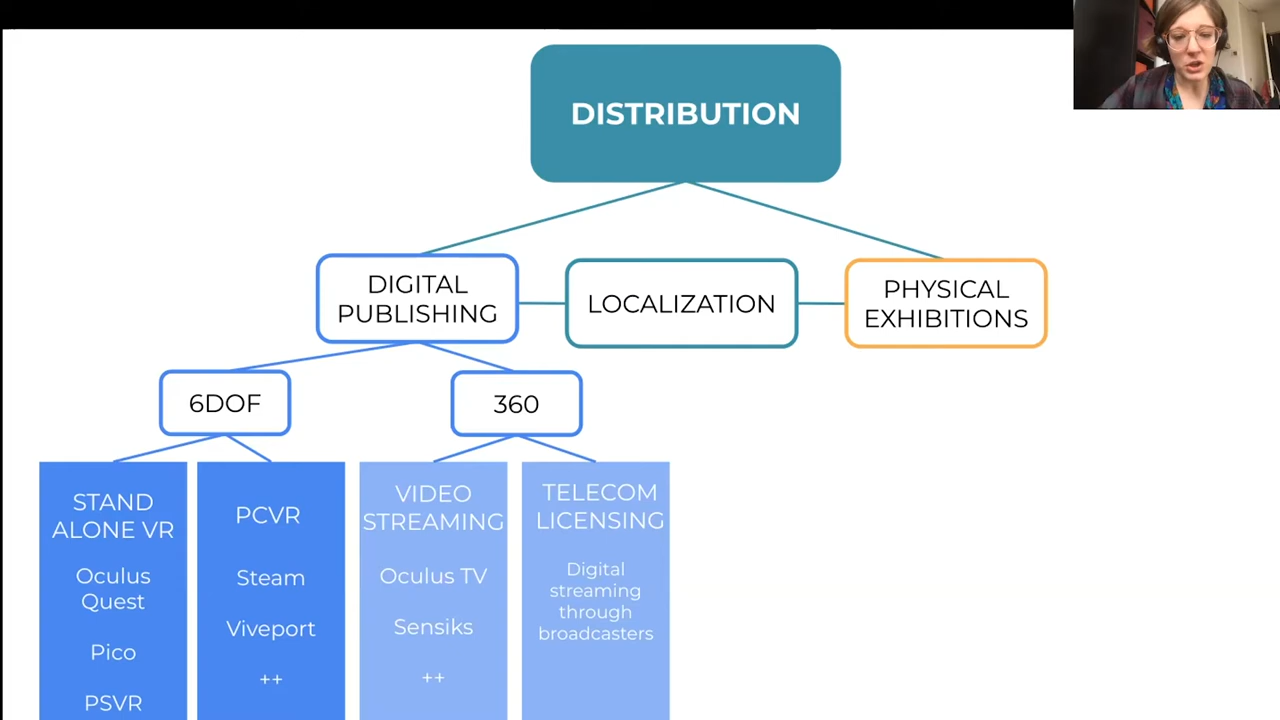 DISTRIBUTION
DIGITAL
PUBLISHING
LOCALIZATION
PHYSICAL
EXHIBITIONS
6DOF
360
STAND
ALONE VR
Oculus
Quest
Pico
PSVR
PCVR
Steam
Viveport
++
VIDEO
STREAMING
Oculus TV
Sensiks
++
TELECOM
LICENSING
Digital
streaming
through
broadcasters